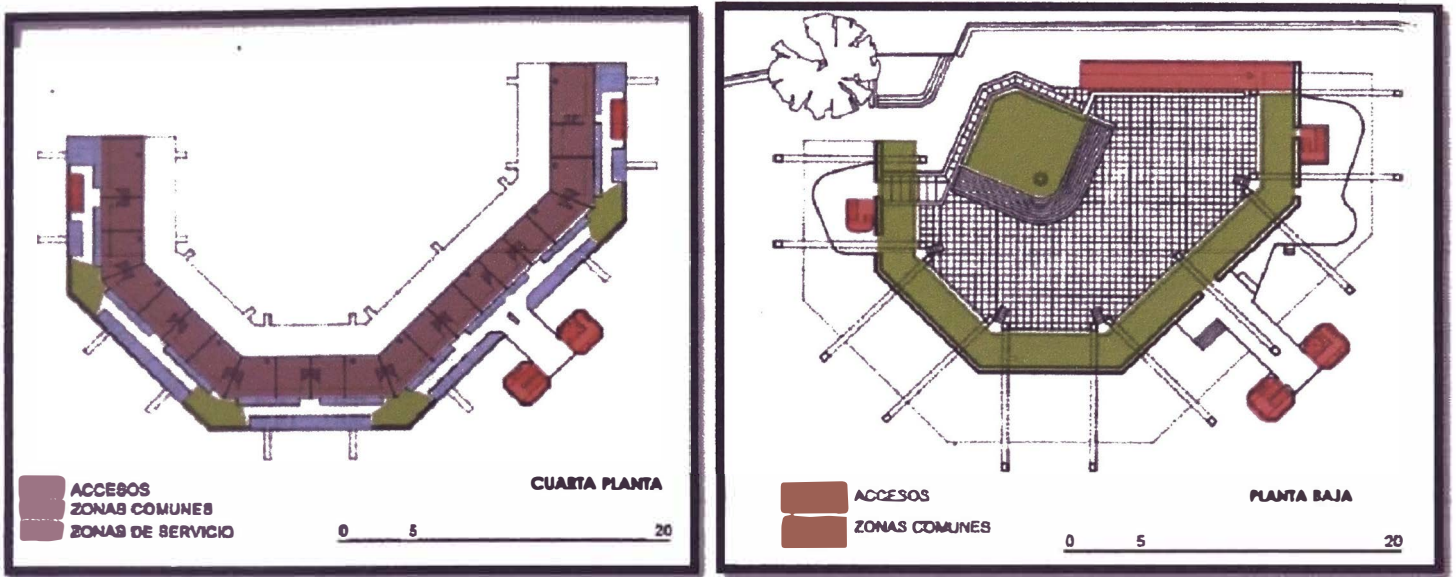 CUARTA PLANTA
ACCESOS
ZONAS COMUNES
ZONAS DE SERVICIO
0 5 20
PLANTA BAJA
ACCESOS
ZONAS COMUNES
0 5 20